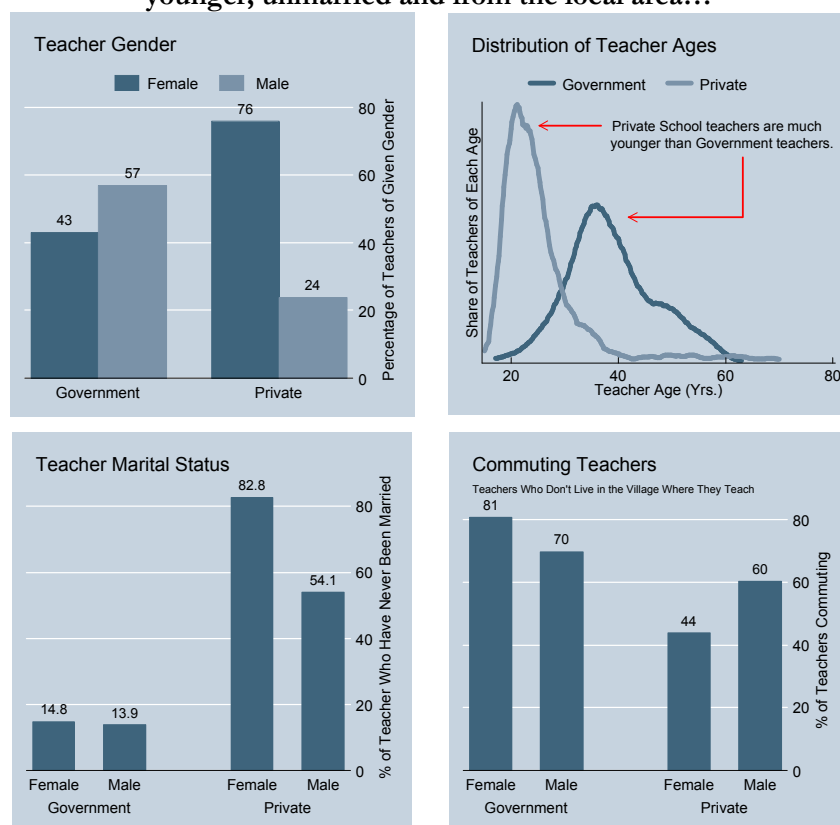 younger, unmarried and from the local area…
Teacher Gender
Female Male
80
60
40
20
0
Percentage of Teachers of Given Gender
43
57
76
24
Government Private
Distribution of Teacher Ages
Government Private
Private School teachers are much
younger than Government teachers.
Share of Teachers of Each Age
20 40 60 80
Teacher Age (Yrs.)
Teacher Marital Status
82.8
54.1
14.8
13.9
80
60
40
20
0
% of Teacher Who Have Never Been Married
Female Male Female Male
Government Private
Commuting Teachers
Teachers Who Don't Live in the Village Where They Teach
81
70
44
60
80
60
40
20
0
% of Teachers Commuting
Female Male Female Male
Government Private